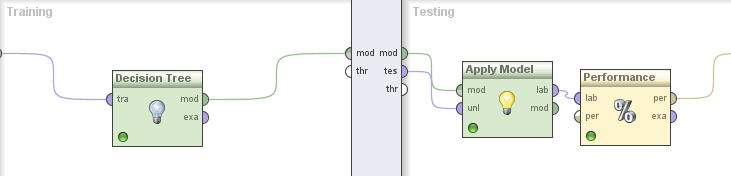 Training
Decision Tree
tra mod
exa
mod mod
thr tes
thr
Testing
Apply Model
mod lab
unl mod
Performance
%
lab per
per exa